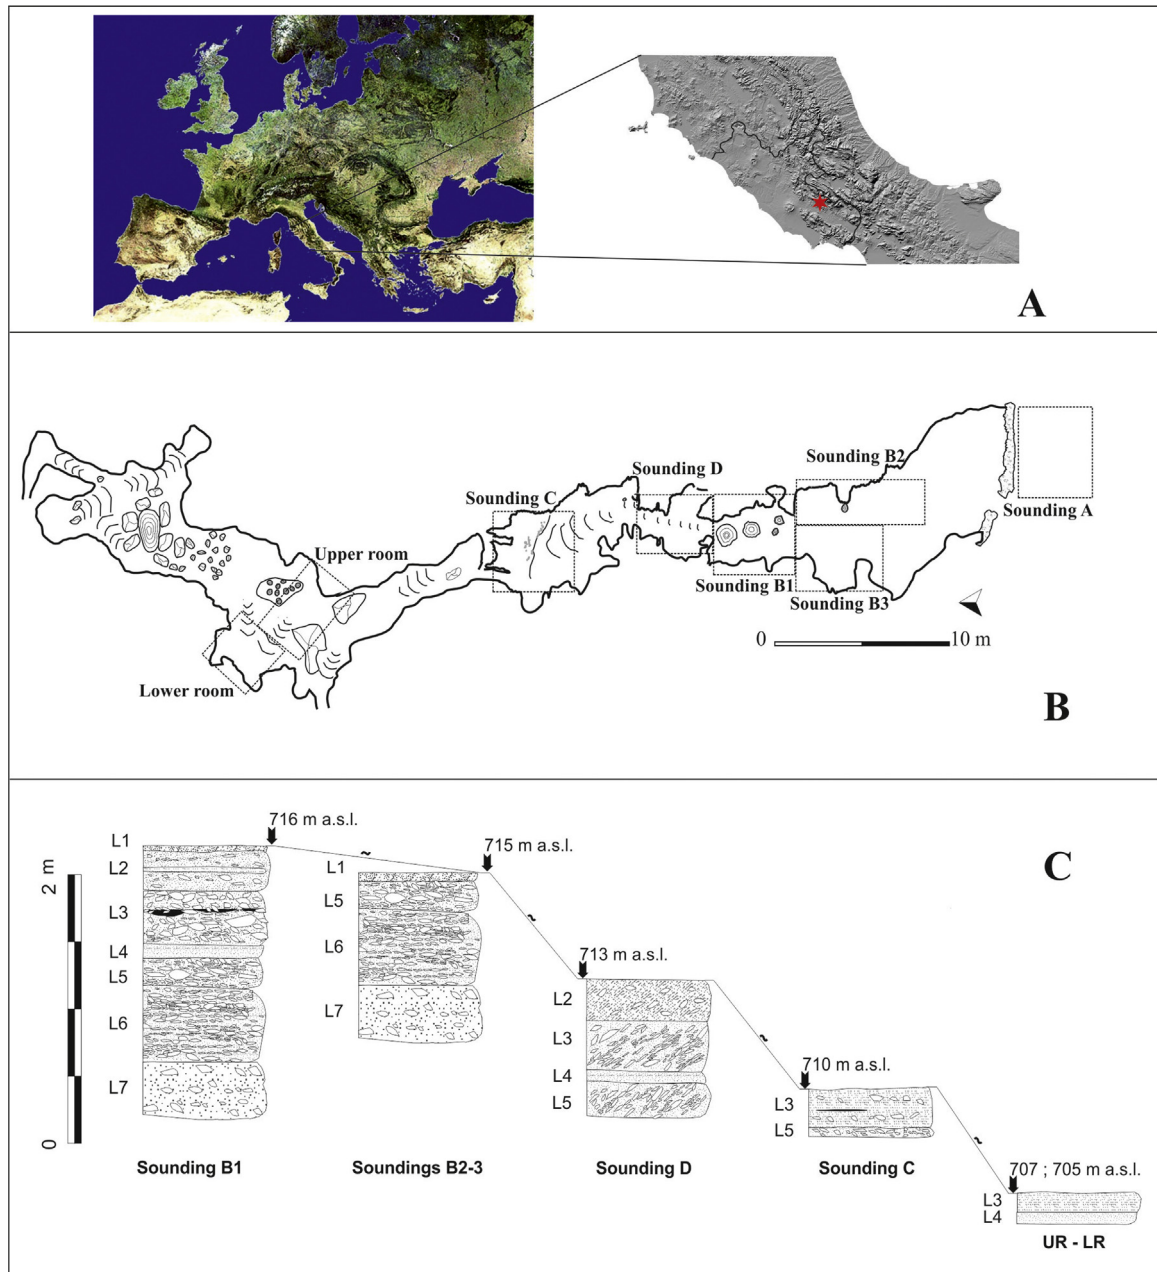 A
Sounding B2
Sounding D
Sounding C
Sounding A
Upper room
Sounding B1
Sounding B3
0 10 m
Lower room
B
716 m a.s.l.
715 m a.s.l.
C
L1
L2
L3
L4
L5
L6
L7
2 m
0
L1
L5
L6
L7
713 m a.s.l.
L2
L3
L4
L5
710 m a.s.l.
L3
L5
707 ; 705 m a.s.l.
L3
L4
Sounding B1
Soundings B2-3
Sounding D
Sounding C
UR - LR